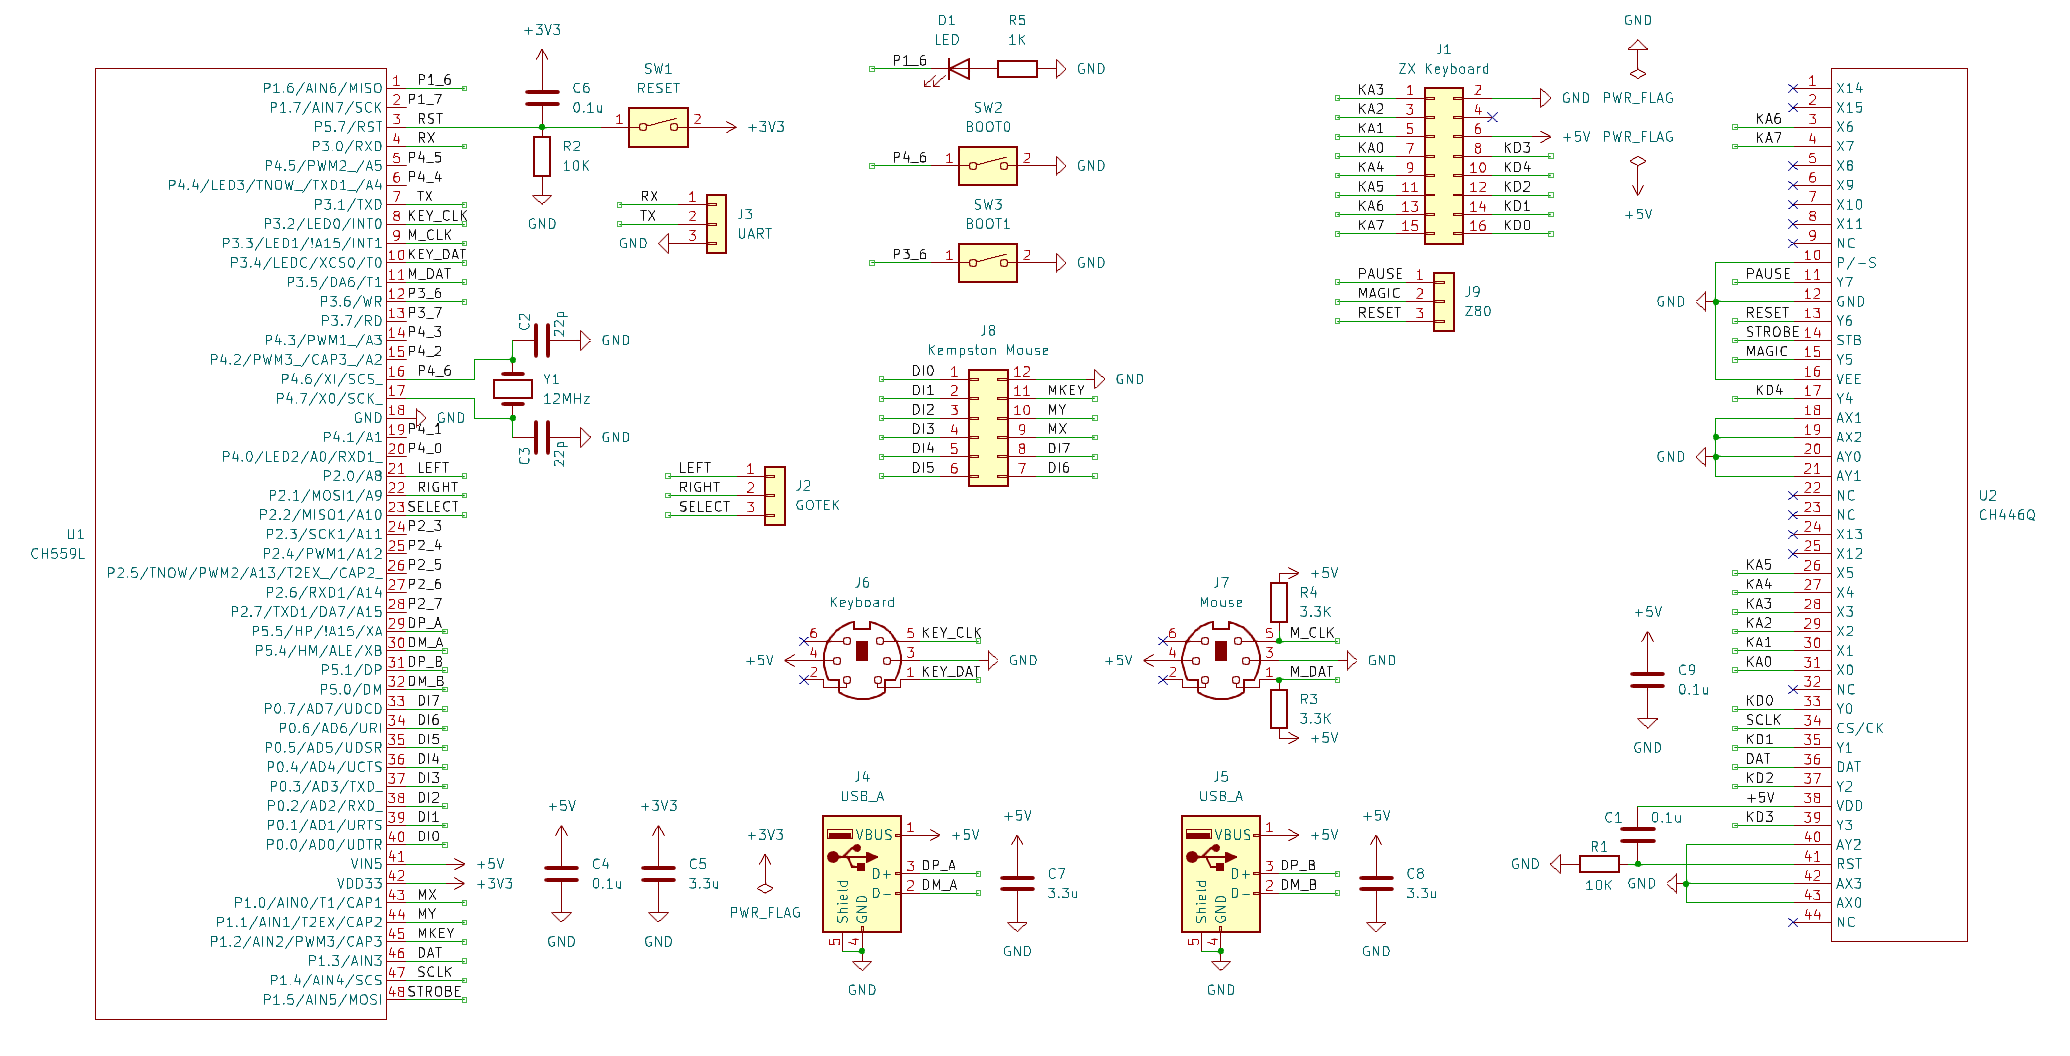 U1
CH559L
P1.6/AIN6/MISO 1 P1_6
P1.7/AIN7/SCK 2 P1_7
P5.7/RST 3 RST
P3.0/RXD 4 RX
P4.5/PWM2_/A5 5 P4_5
P4.4/LED3/TNOW_/TXD1_/A4 6 P4_4
P3.1/TXD 7 TX
P3.2/LED0/INT0 8 KEY_CLK
P3.3/LED1/!A15/INT1 9 M_CLK
P3.4/LEDC/XCS0/T0 10 KEY_DAT
P3.5/DA6/T1 11 M_DAT
P3.6/WR 12 P3_6
P3.7/RD 13 P3_7
P4.3/PWM1_/A3 14 P4_3
P4.2/PWM3_/CAP3_/A2 15 P4_2
P4.6/XI/SCS_ 16 P4_6
P4.7/XO/SCK_ 17
GND 18 GND
P4.1/A1 19 P4_1
P4.0/LED2/A0/RXD1_ 20 P4_0
P2.0/A8 21 LEFT
P2.1/MOSI1/A9 22 RIGHT
P2.2/MISO1/A10 23 SELECT
P2.3/SCK1/A11 24 P2_3
P2.4/PWM1/A12 25 P2_4
P2.5/TNOW/PWM2/A13/T2EX_/CAP2_ 26 P2_5
P2.6/RXD1/A14 27 P2_6
P2.7/TXD1/DA7/A15 28 P2_7
P5.5/HP/!A15/XA 29 DP_A
P5.4/HM/ALE/XB 30 DM_A
P5.1/DP 31 DP_B
P5.0/DM 32 DM_B
P0.7/AD7/UDCD 33 DI7
P0.6/AD6/URI 34 DI6
P0.5/AD5/UDSR 35 DI5
P0.4/AD4/UCTS 36 DI4
P0.3/AD3/TXD_ 37 DI3
P0.2/AD2/RXD_ 38 DI2
P0.1/AD1/URTS 39 DI1
P0.0/AD0/UDTR 40 DI0
VIN5 41 +5V
VDD33 42 +3V3
P1.0/AIN0/T1/CAP1 43 MX
P1.1/AIN1/T2EX/CAP2 44 MY
P1.2/AIN2/PWM3/CAP3 45 MKEY
P1.3/AIN3 46 DAT
P1.4/AIN4/SCS 47 SCLK
P1.5/AIN5/MOSI 48 STROBE
+3V3
C6
0.1u
R2
10K
GND
SW1
RESET
1 2 +3V3
RX 1
TX 2
GND 3
J3
UART
C2
22p
GND
Y1
12MHz
C3
22p
GND
LEFT 1
RIGHT 2
SELECT 3
J2
GOTEK
D1
LED
R5
1K
P1_6 GND
SW2
BOOT0
P4_6 1 2 GND
SW3
BOOT1
P3_6 1 2 GND
J8
Kempston Mouse
DI0 1 12 GND
DI1 2 11 MKEY
DI2 3 10 MY
DI3 4 9 MX
DI4 5 8 DI7
DI5 6 7 DI6
J6
Keyboard
6 5 KEY_CLK
+5V 4 3 GND
2 1 KEY_DAT
J7
Mouse
+5V
R4
3.3K
6 5 M_CLK
+5V 4 3 GND
2 1 M_DAT
R3
3.3K
+5V
+5V
C4
0.1u
GND
+3V3
C5
3.3u
GND
+3V3
PWR_FLAG
J4
USB_A
VBUS 1 +5V
D+ 3 DP_A
D- 2 DM_A
Shield 5
GND 4
GND
+5V
C7
3.3u
GND
J5
USB_A
VBUS 1 +5V
D+ 3 DP_B
D- 2 DM_B
Shield 5
GND 4
GND
+5V
C8
3.3u
GND
J1
ZX Keyboard
KA3 1 2 GND
KA2 3 4
KA1 5 6 +5V
KA0 7 8 KD3
KA4 9 10 KD4
KA5 11 12 KD2
KA6 13 14 KD1
KA7 15 16 KD0
PAUSE 1
MAGIC 2
RESET 3
J9
Z80
GND
PWR_FLAG
PWR_FLAG
+5V
+5V
C9
0.1u
GND
U2
CH446Q
1 X14
2 X15
KA6 3 X6
KA7 4 X7
5 X8
6 X9
7 X10
8 X11
9 NC
10 P/-S
PAUSE 11 Y7
GND 12 GND
RESET 13 Y6
STROBE 14 STB
MAGIC 15 Y5
16 VEE
KD4 17 Y4
18 AX1
19 AX2
GND 20 AY0
21 AY1
22 NC
23 NC
24 X13
25 X12
KA5 26 X5
KA4 27 X4
KA3 28 X3
KA2 29 X2
KA1 30 X1
KA0 31 X0
32 NC
KD0 33 Y0
SCLK 34 CS/CK
KD1 35 Y1
DAT 36 DAT
KD2 37 Y2
+5V 38 VDD
KD3 39 Y3
40 AY2
41 RST
GND 42 AX3
43 AX0
44 NC
C1
0.1u
R1
10K
GND